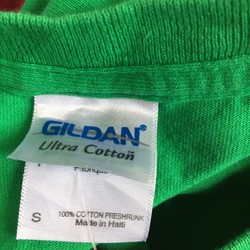 GILDAN
Ultra Cotton
S
100% COTTON PRESHRUNK
Made in Haiti